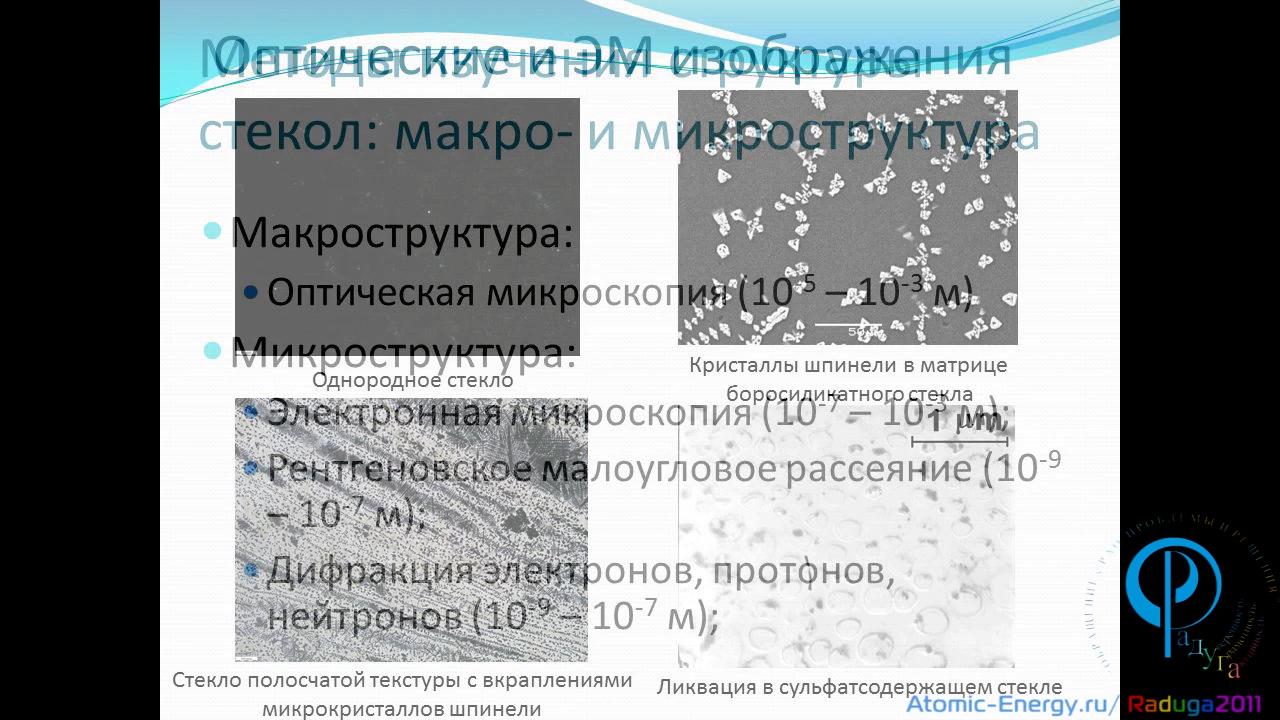 Оптические и ЭМ изображения
Методы изучения структуры
стекол: макро- и микроструктура
Макроструктура:
Оптическая микроскопия (10-5 – 10-3 м)
50
Микроструктура:
Кристаллы шпинели в матрице
боросиликатного стекла
Однородное стекло
Электронная микроскопия (10-7 – 10-3 м);
1 μm
Рентгеновское малоугловое рассеяние (10-9
– 10-7 м);
Дифракция электронов, протонов,
нейтронов (10-9 – 10-7 м);
Стекло полосчатой текстуры с вкраплениями
микрокристаллов шпинели
Ликвация в сульфатсодержащем стекле
Радуга
Atomic-Energy.ru/ Raduga2011